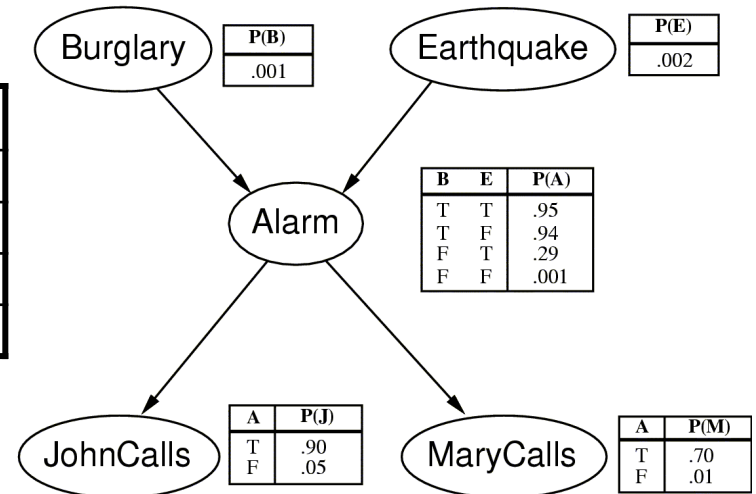 Burglary
P(B)
.001
Earthquake
P(E)
.002
Alarm
B E P(A)
T T .95
T F .94
F T .29
F F .001
JohnCalls
A P(J)
T .90
F .05
MaryCalls
A P(M)
T .70
F .01